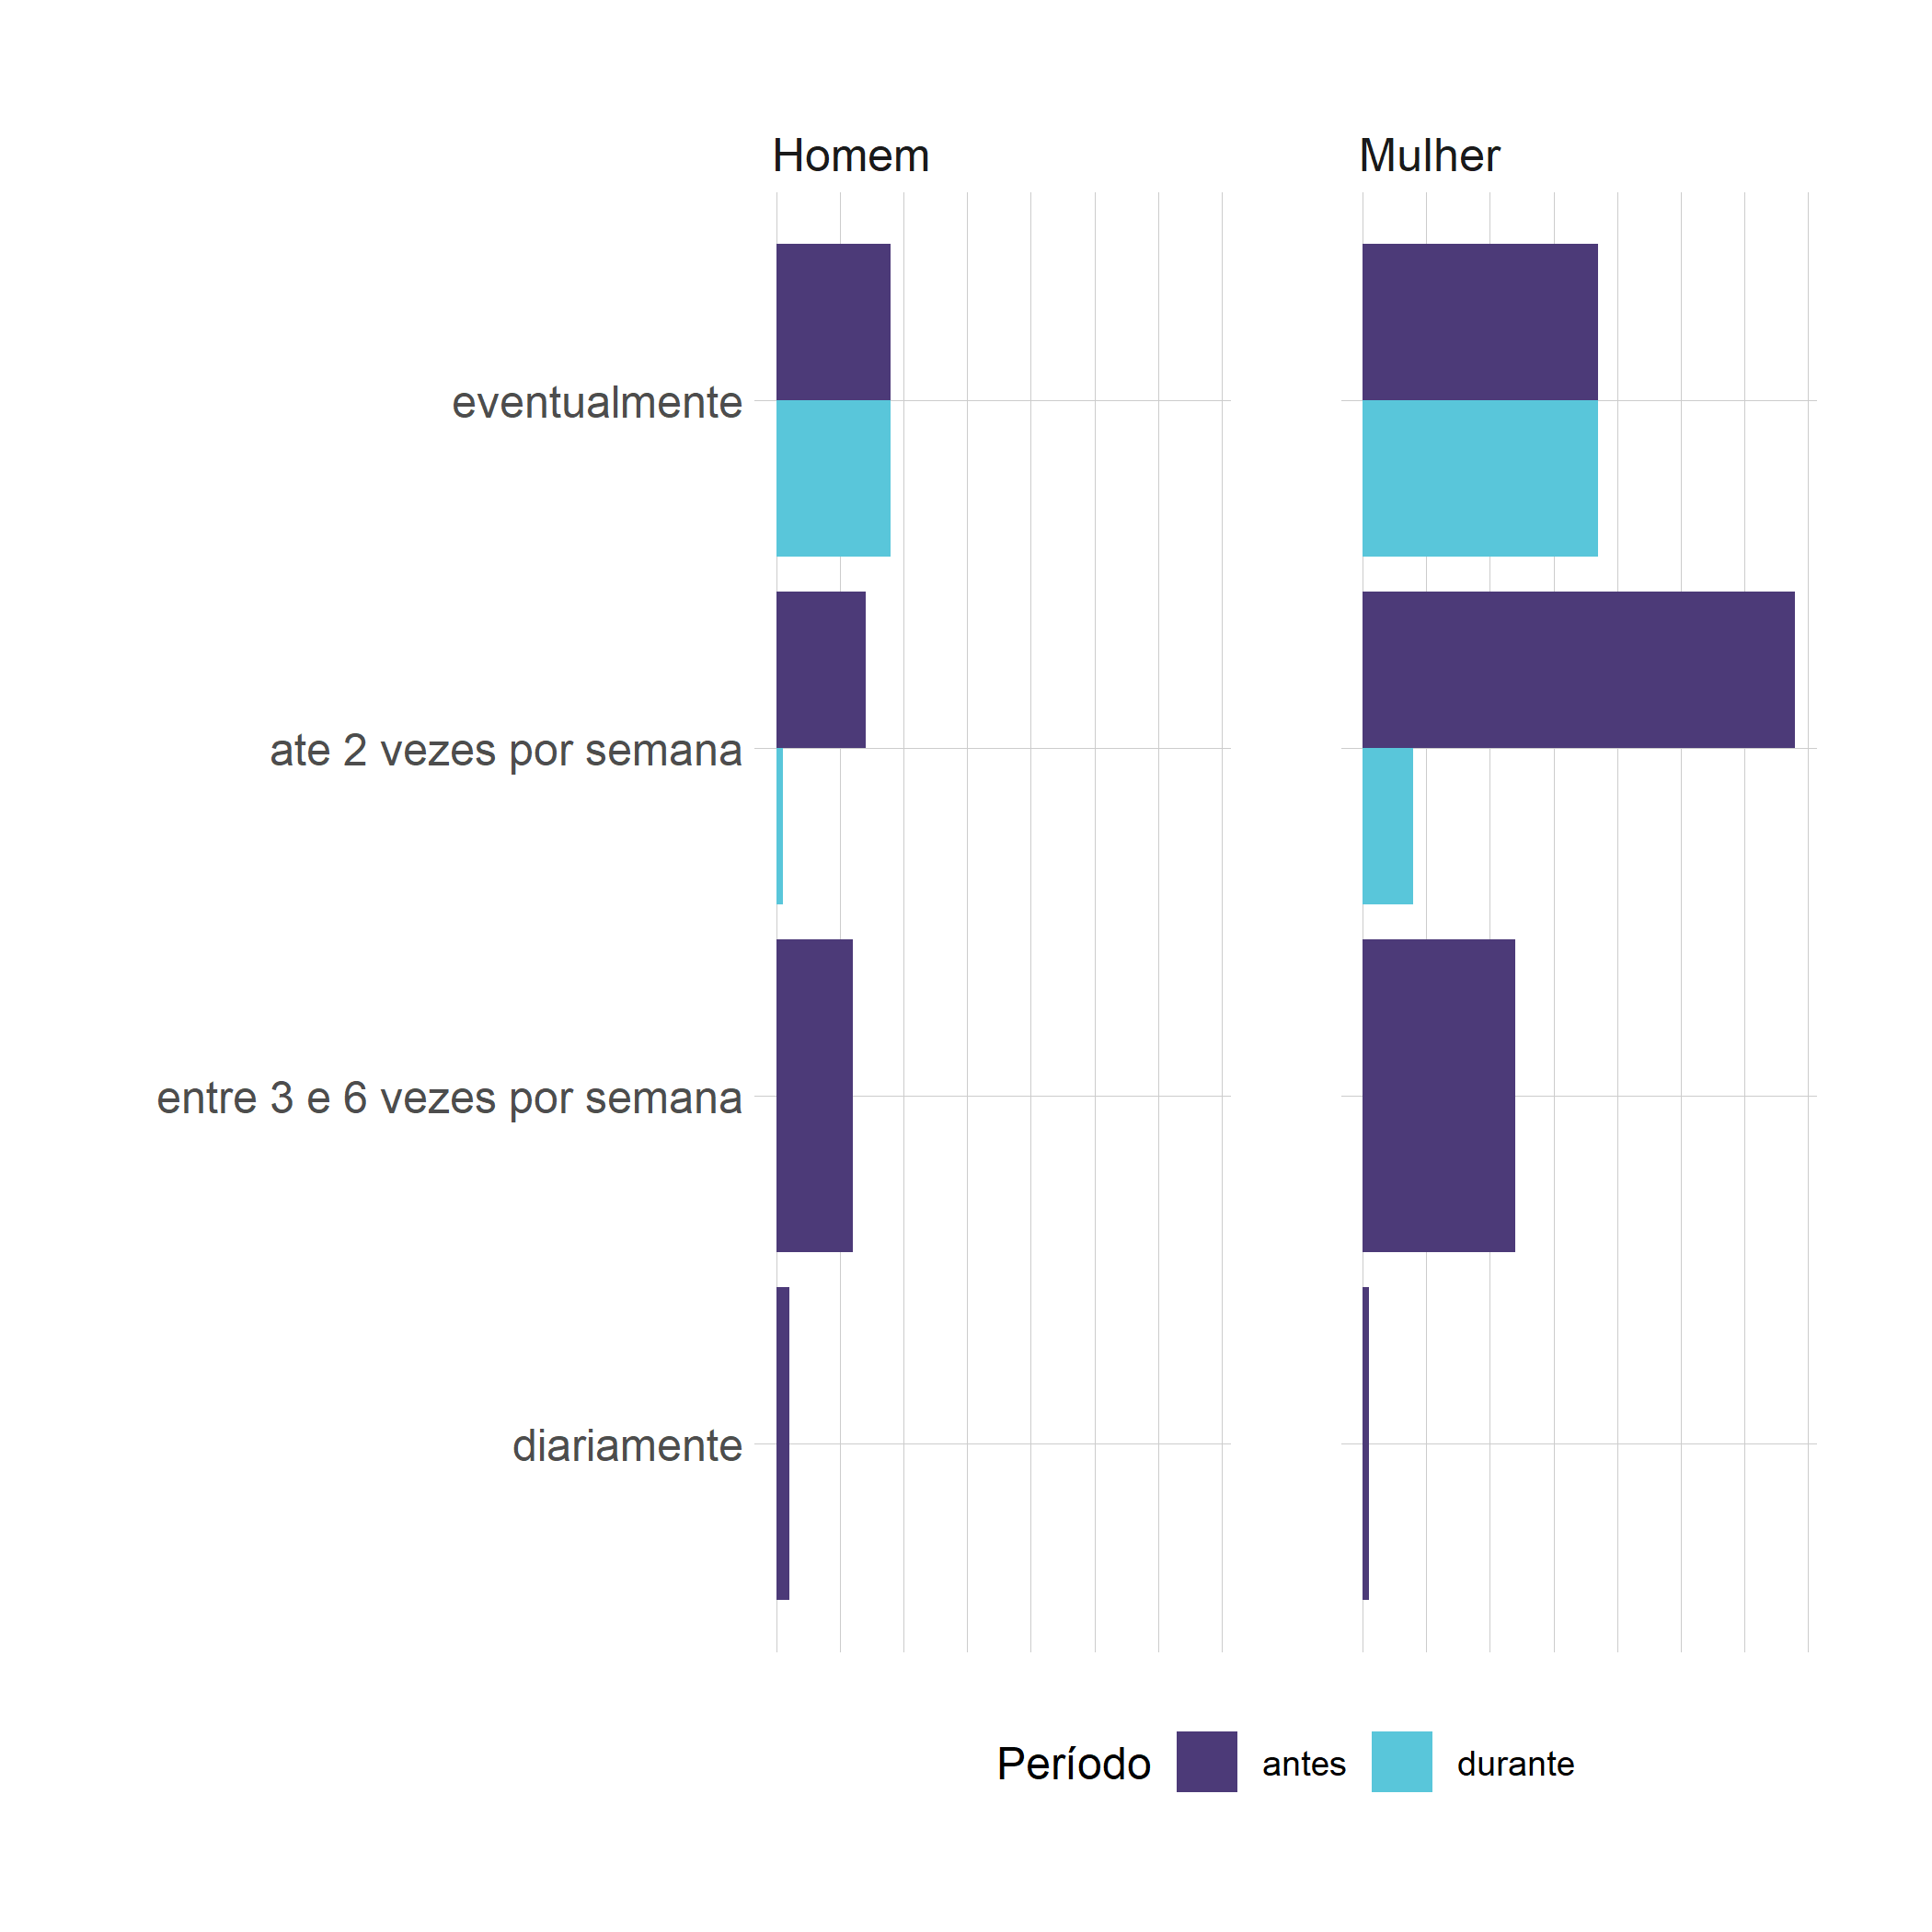 Homem Mulher
eventualmente
ate 2 vezes por semana
entre 3 e 6 vezes por semana
diariamente
Período antes durante